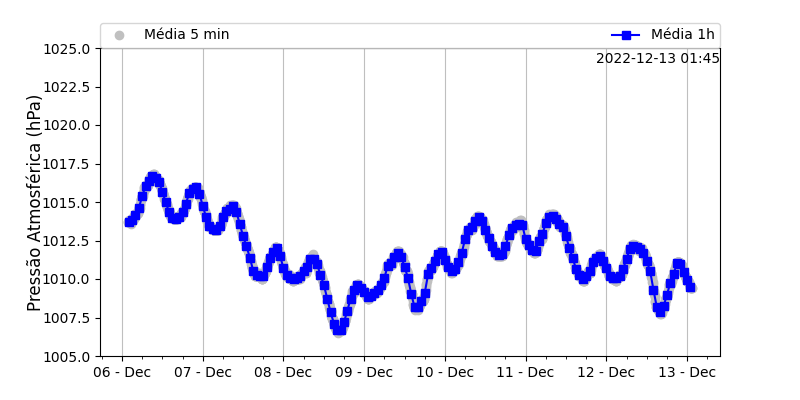 Média 5 min
Média 1h
2022-12-13 01:45
Pressão Atmosférica (hPa)
1025.0
1022.5
1020.0
1017.5
1015.0
1012.5
1010.0
1007.5
1005.0
06 - Dec
07 - Dec
08 - Dec
09 - Dec
10 - Dec
11 - Dec
12 - Dec
13 - Dec